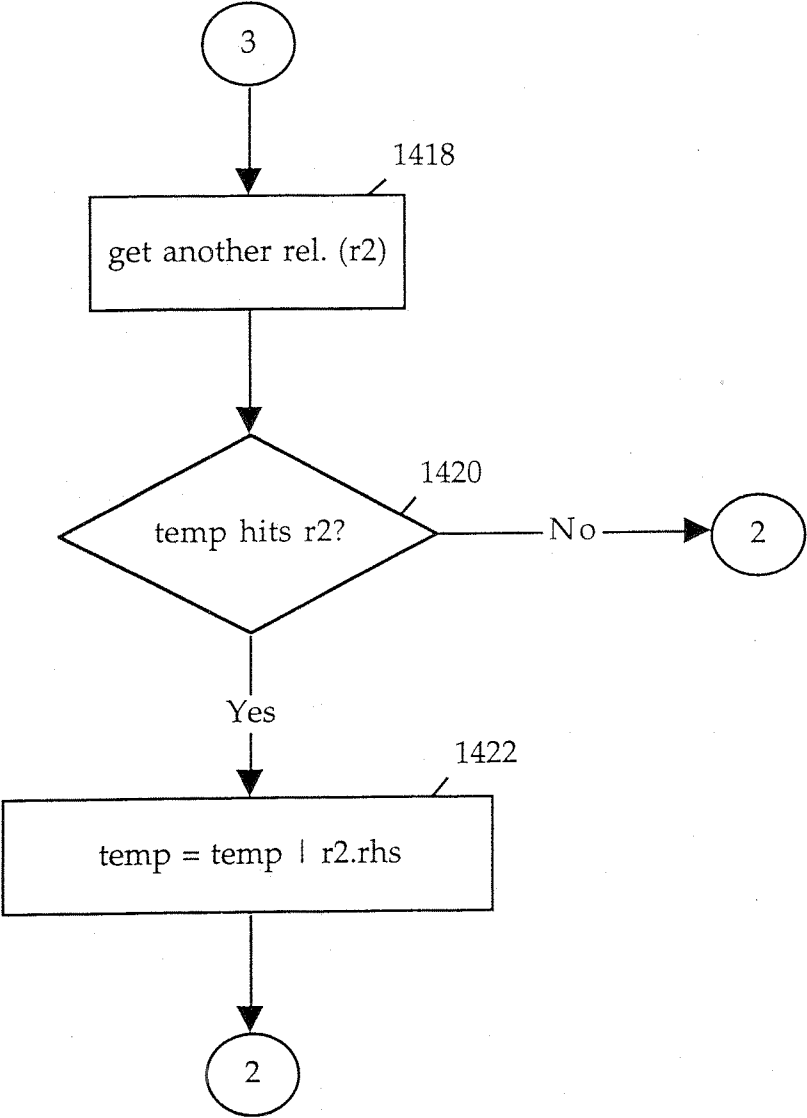 3
1418
get another rel. (r2)
1420
temp hits r2?
No
2
Yes
1422
temp = temp | r2.rhs
2